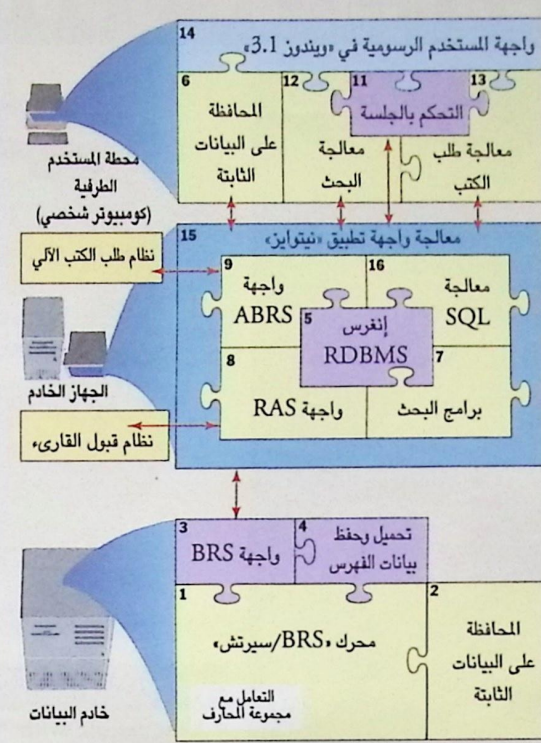 14
واجهة المستخدم الرسومية في «ويندوز 3.1»
6
المحافظة
على البيانات
الثابتة
12
معالجة
البحث
11
التحكم بالجلسة
13
معالجة طلب
الكتب
محطة المستخدم
الطرفية
(كومبيوتر شخصي)
15
معالجة واجهة تطبيق «نيتوايز»
نظام طلب الكتب الآلي
9
واجهة
ABRS
16
معالجة
SQL
5
إنغرس
RDBMS
8
واجهة RAS
7
برامج البحث
الجهاز الخادم
نظام قبول القارىء
3
واجهة BRS
4
تحميل وحفظ
بيانات الفهرس
1
محرك «BRS/سيرتش»
التعامل مع
مجموعة المحارف
2
المحافظة
على البيانات
الثابتة
خادم البيانات